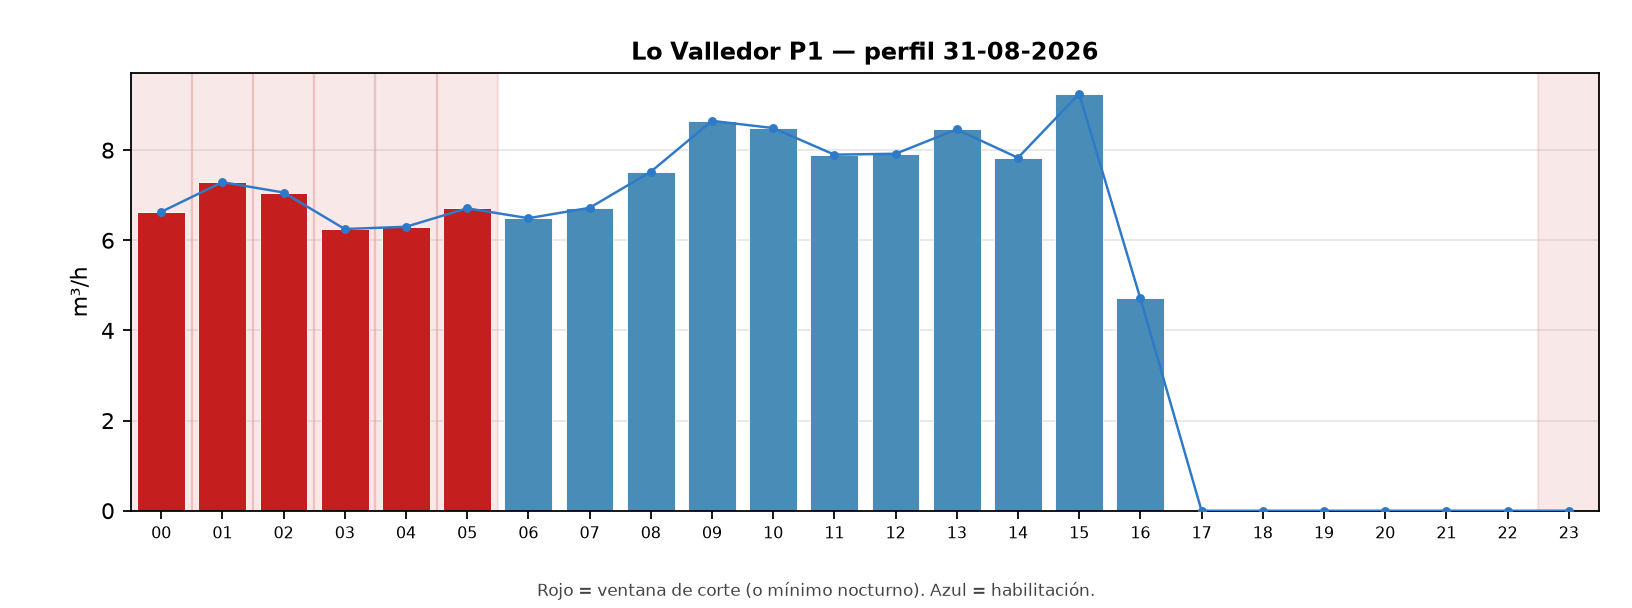 Lo Valledor P1 — perfil 31-08-2026
m³/h
8
6
4
2
0
00 01 02 03 04 05 06 07 08 09 10 11 12 13 14 15 16 17 18 19 20 21 22 23
Rojo = ventana de corte (o mínimo nocturno). Azul = habilitación.